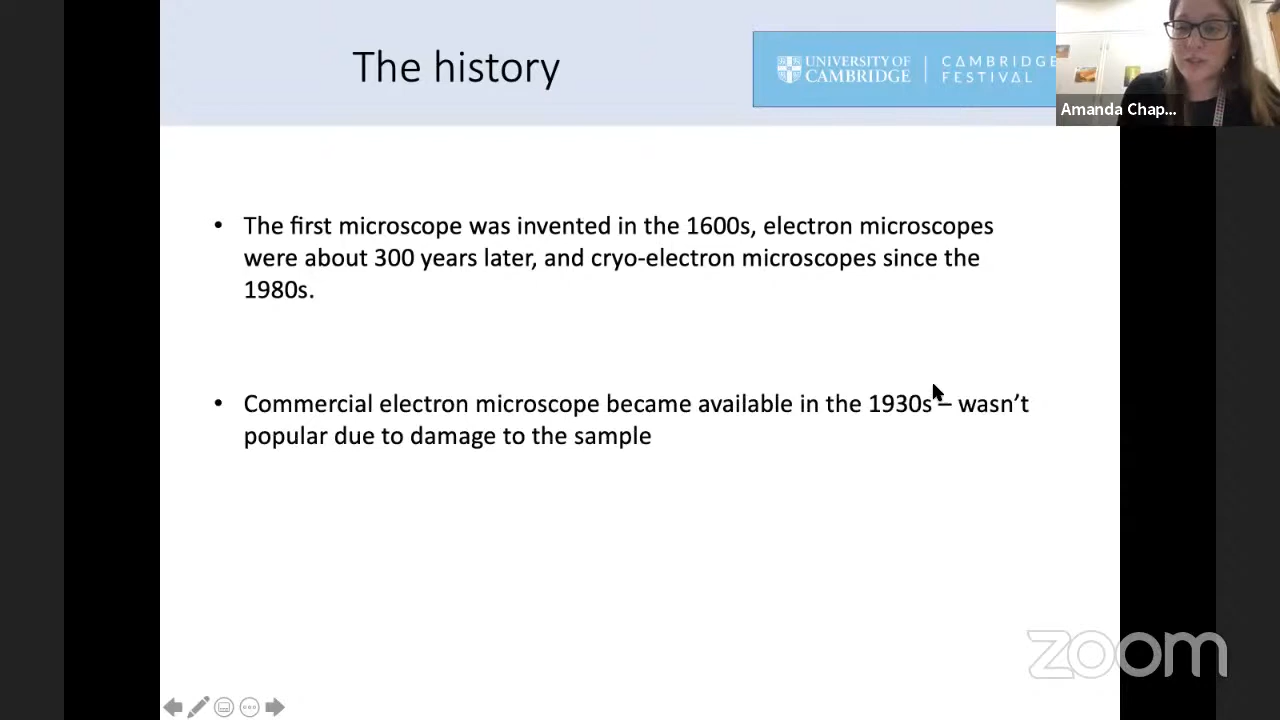 The history
UNIVERSITY OF
CAMBRIDGE
CAMBRIDGE
FESTIVAL
Amanda Chap...
• The first microscope was invented in the 1600s, electron microscopes
were about 300 years later, and cryo-electron microscopes since the
1980s.
• Commercial electron microscope became available in the 1930s – wasn’t
popular due to damage to the sample
zoom